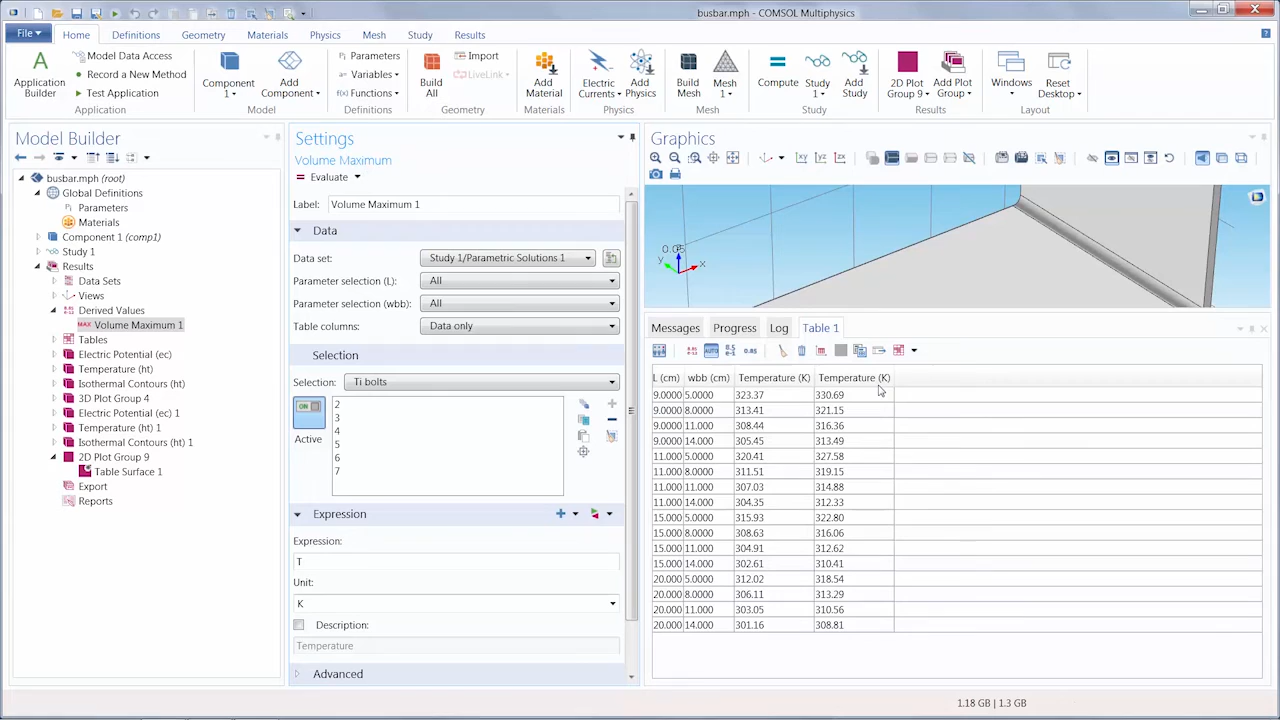 busbar.mph - COMSOL Multiphysics
File
Home
Definitions
Geometry
Materials
Physics
Mesh
Study
Results
Application Builder
Model Data Access
Record a New Method
Test Application
Application
Component 1
Add Component
Model
Parameters
Variables
f(x) Functions
Definitions
Build All
Import
LiveLink
Geometry
Add Material
Materials
Electric Currents
Add Physics
Physics
Build Mesh
Mesh 1
Mesh
Compute
Study 1
Add Study
Study
2D Plot Group 9
Add Plot Group
Results
Windows
Reset Desktop
Layout
Model Builder
busbar.mph (root)
Global Definitions
Parameters
Materials
Component 1 (comp1)
Study 1
Results
Data Sets
Views
Derived Values
MAX Volume Maximum 1
Tables
Electric Potential (ec)
Temperature (ht)
Isothermal Contours (ht)
3D Plot Group 4
Electric Potential (ec) 1
Temperature (ht) 1
Isothermal Contours (ht) 1
2D Plot Group 9
Table Surface 1
Export
Reports
Settings
Volume Maximum
= Evaluate
Label: Volume Maximum 1
Data
Data set: Study 1/Parametric Solutions 1
Parameter selection (L): All
Parameter selection (wbb): All
Table columns: Data only
Selection
Selection: Ti bolts
ON
Active
2
3
4
5
6
7
Expression
Expression:
T
Unit:
K
Description:
Temperature
Advanced
Graphics
y x
Messages Progress Log Table 1
AUTO
L (cm) wbb (cm) Temperature (K) Temperature (K)
9.0000 5.0000 323.37 330.69
9.0000 8.0000 313.41 321.15
9.0000 11.000 308.44 316.36
9.0000 14.000 305.45 313.49
11.000 5.0000 320.41 327.58
11.000 8.0000 311.51 319.15
11.000 11.000 307.03 314.88
11.000 14.000 304.35 312.33
15.000 5.0000 315.93 322.80
15.000 8.0000 308.63 316.06
15.000 11.000 304.91 312.62
15.000 14.000 302.61 310.41
20.000 5.0000 312.02 318.54
20.000 8.0000 306.11 313.29
20.000 11.000 303.05 310.56
20.000 14.000 301.16 308.81
1.18 GB | 1.3 GB